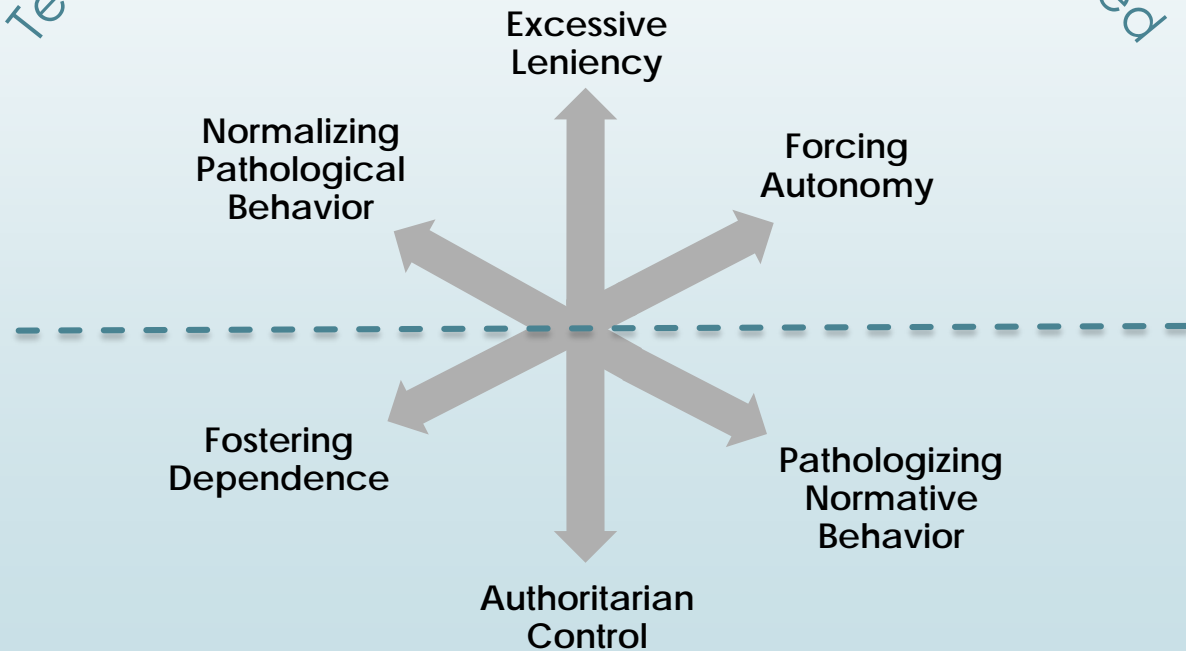 Excessive
Leniency
Normalizing
Pathological
Behavior
Forcing
Autonomy
Fostering
Dependence
Pathologizing
Normative
Behavior
Authoritarian
Control